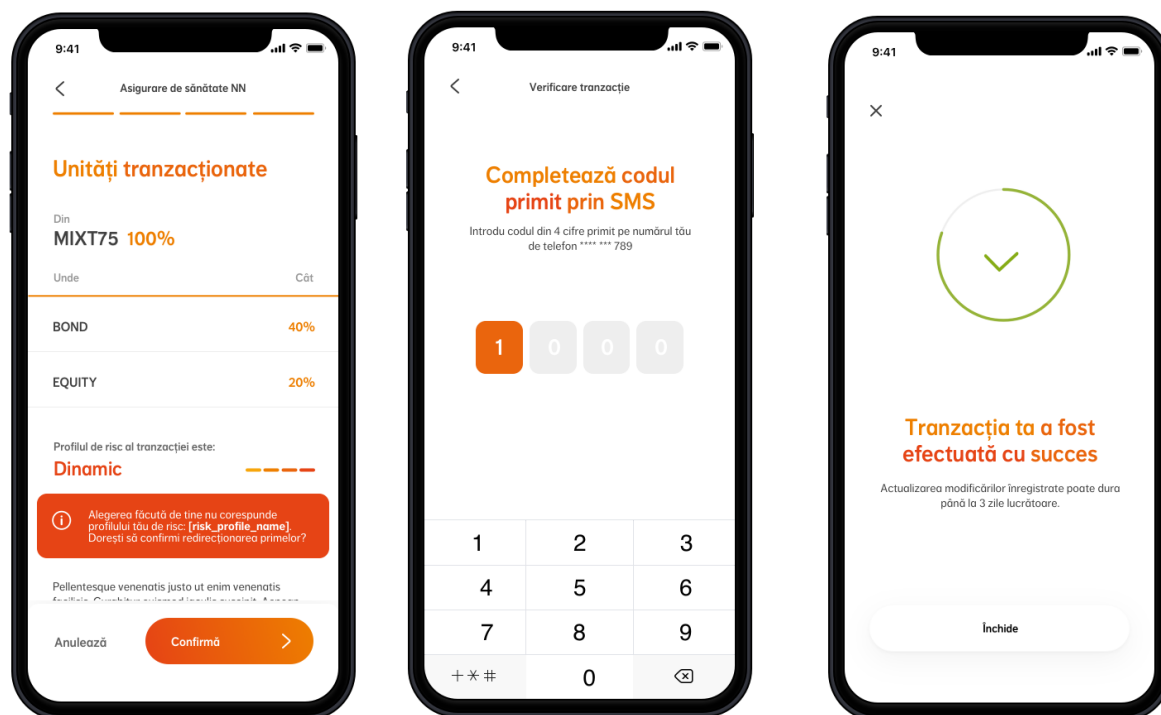 9:41
Asigurare de sănătate NN
Unități tranzacționate
Din
MIXT75 100%
Unde Cât
BOND 40%
EQUITY 20%
Profilul de risc al tranzacției este:
Dinamic
Alegerea făcută de tine nu corespunde
profilului tău de risc: [risk_profile_name].
Dorești să confirmi redirecționarea primelor?
Pellentesque venenatis justo ut enim venenatis
Anulează
Confirmă
9:41
Verificare tranzacție
Completează codul
primit prin SMS
Introdu codul din 4 cifre primit pe numărul tău
de telefon **** *** 789
1 0 0 0
1 2 3
4 5 6
7 8 9
+*# 0
9:41
Tranzacția ta a fost
efectuată cu succes
Actualizarea modificărilor înregistrate poate dura
până la 3 zile lucrătoare.
Închide